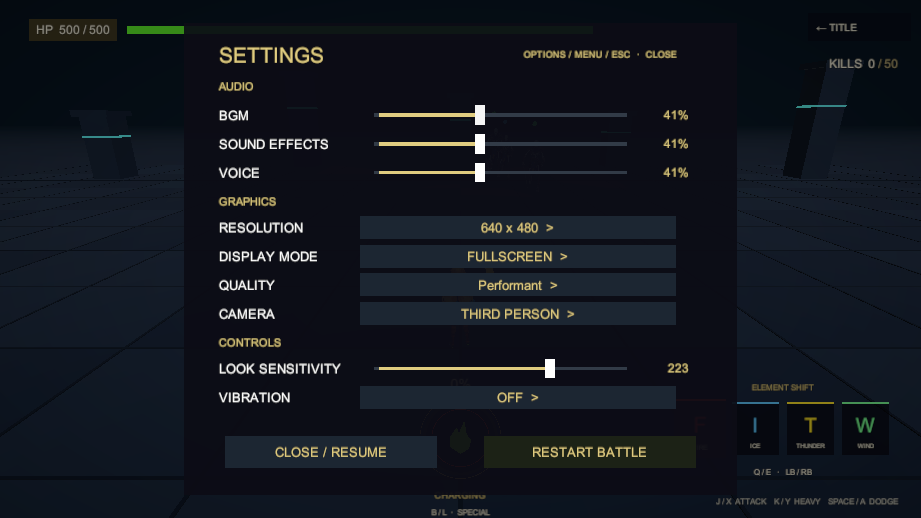 HP 500 / 500
← TITLE
KILLS 0 / 50
SETTINGS
OPTIONS / MENU / ESC · CLOSE
AUDIO
BGM 41%
SOUND EFFECTS 41%
VOICE 41%
GRAPHICS
RESOLUTION 640 x 480 >
DISPLAY MODE FULLSCREEN >
QUALITY Performant >
CAMERA THIRD PERSON >
CONTROLS
LOOK SENSITIVITY 223
VIBRATION OFF >
CLOSE / RESUME RESTART BATTLE
ELEMENT SHIFT
I T W
ICE THUNDER WIND
Q / E · LB / RB
CHARGING
B / L · SPECIAL
J / X ATTACK K / Y HEAVY SPACE / A DODGE